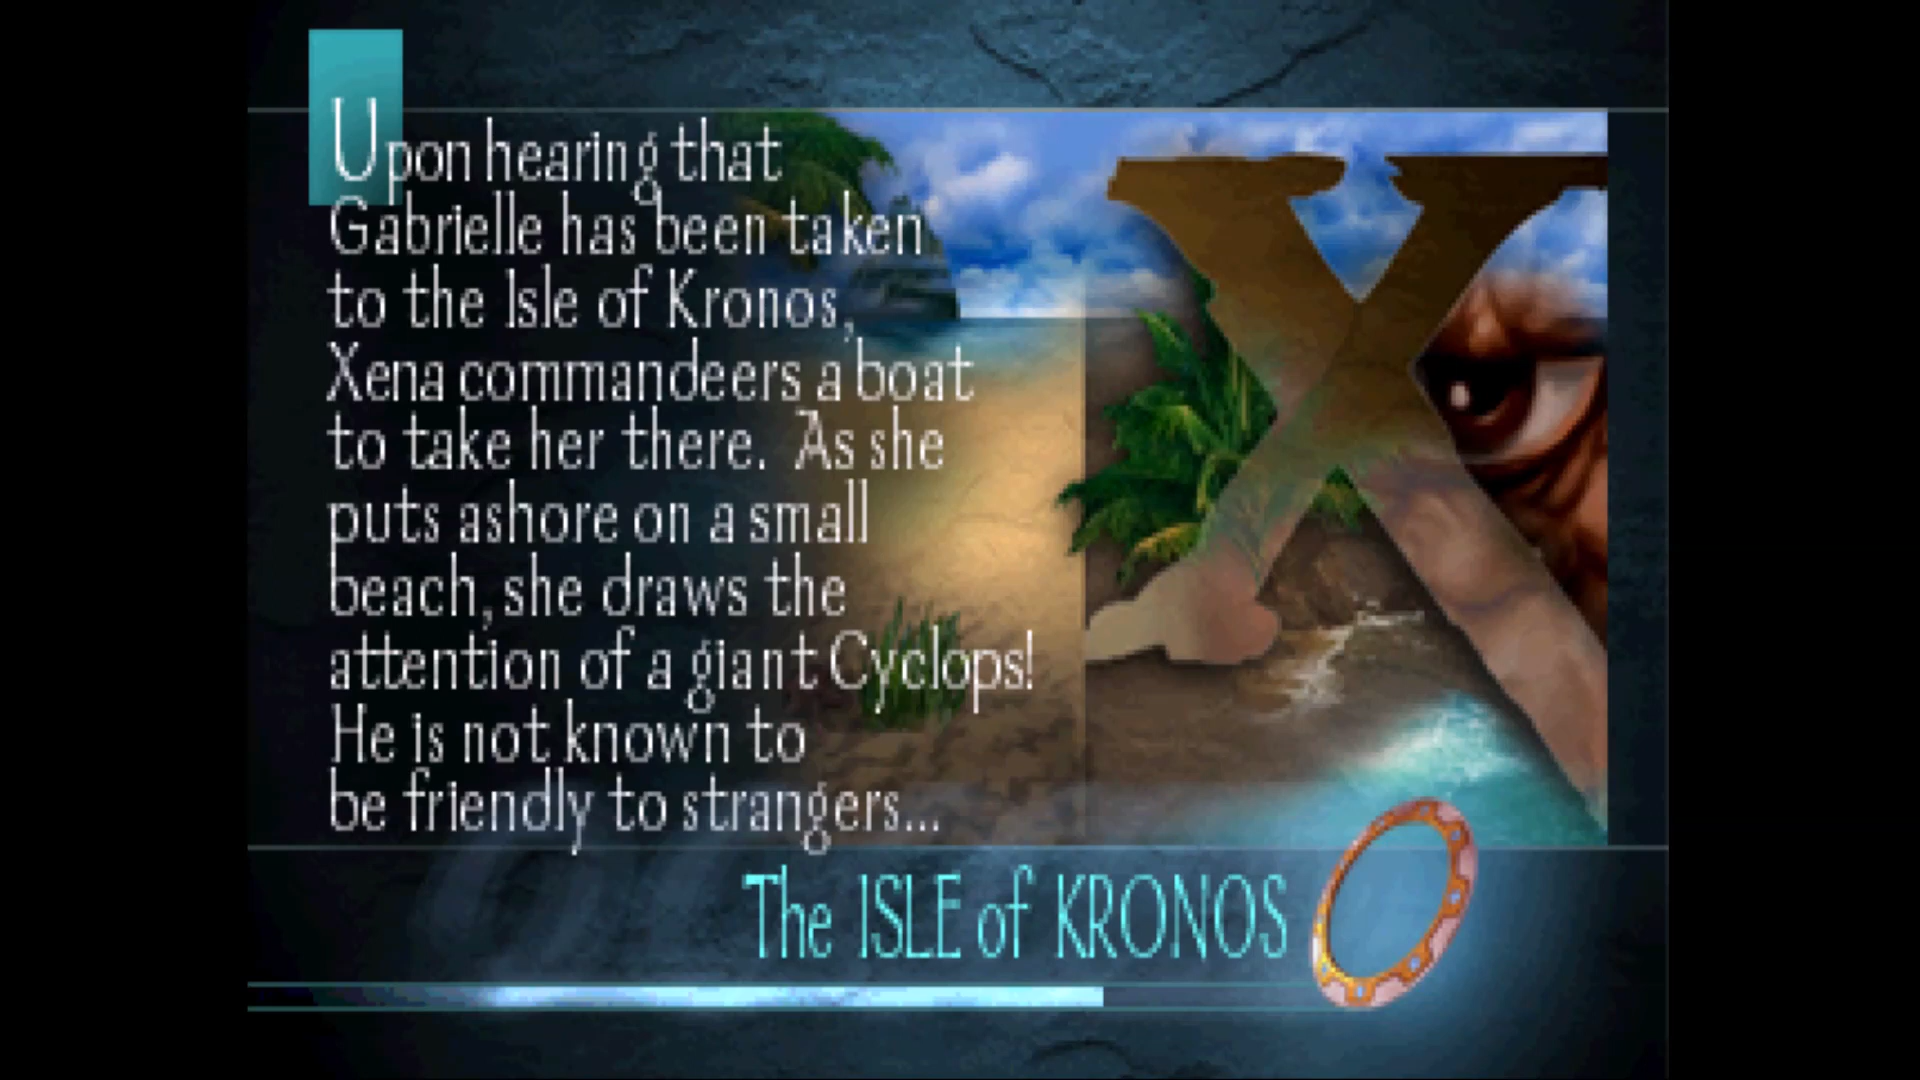 Upon hearing that
Gabrielle has been taken
to the Isle of Kronos,
Xena commandeers a boat
to take her there. As she
puts ashore on a small
beach, she draws the
attention of a giant Cyclops!
He is not known to
be friendly to strangers...
X
The ISLE of KRONOS